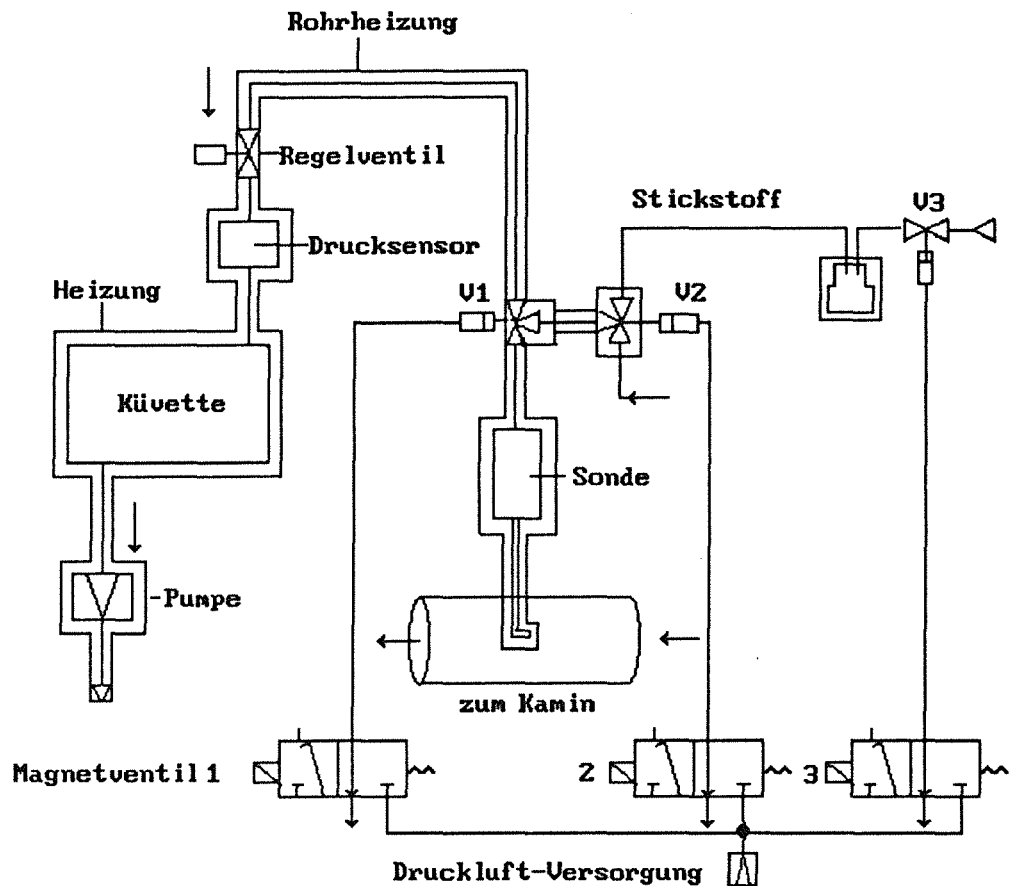 Rohrheizung
Regelventil
Stickstoff
V3
Drucksensor
Heizung
V1
V2
Küvette
Sonde
Pumpe
zum Kamin
Magnetventil 1
2
3
Druckluft-Versorgung